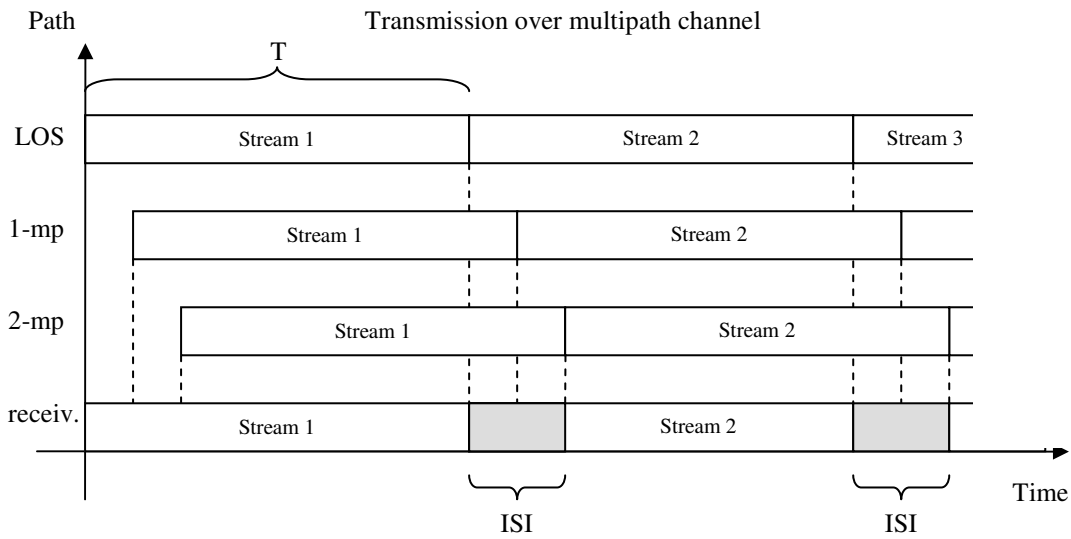 Path Transmission over multipath channel
T
LOS Stream 1 Stream 2 Stream 3
1-mp Stream 1 Stream 2
2-mp Stream 1 Stream 2
receiv. Stream 1 Stream 2
Time
ISI ISI